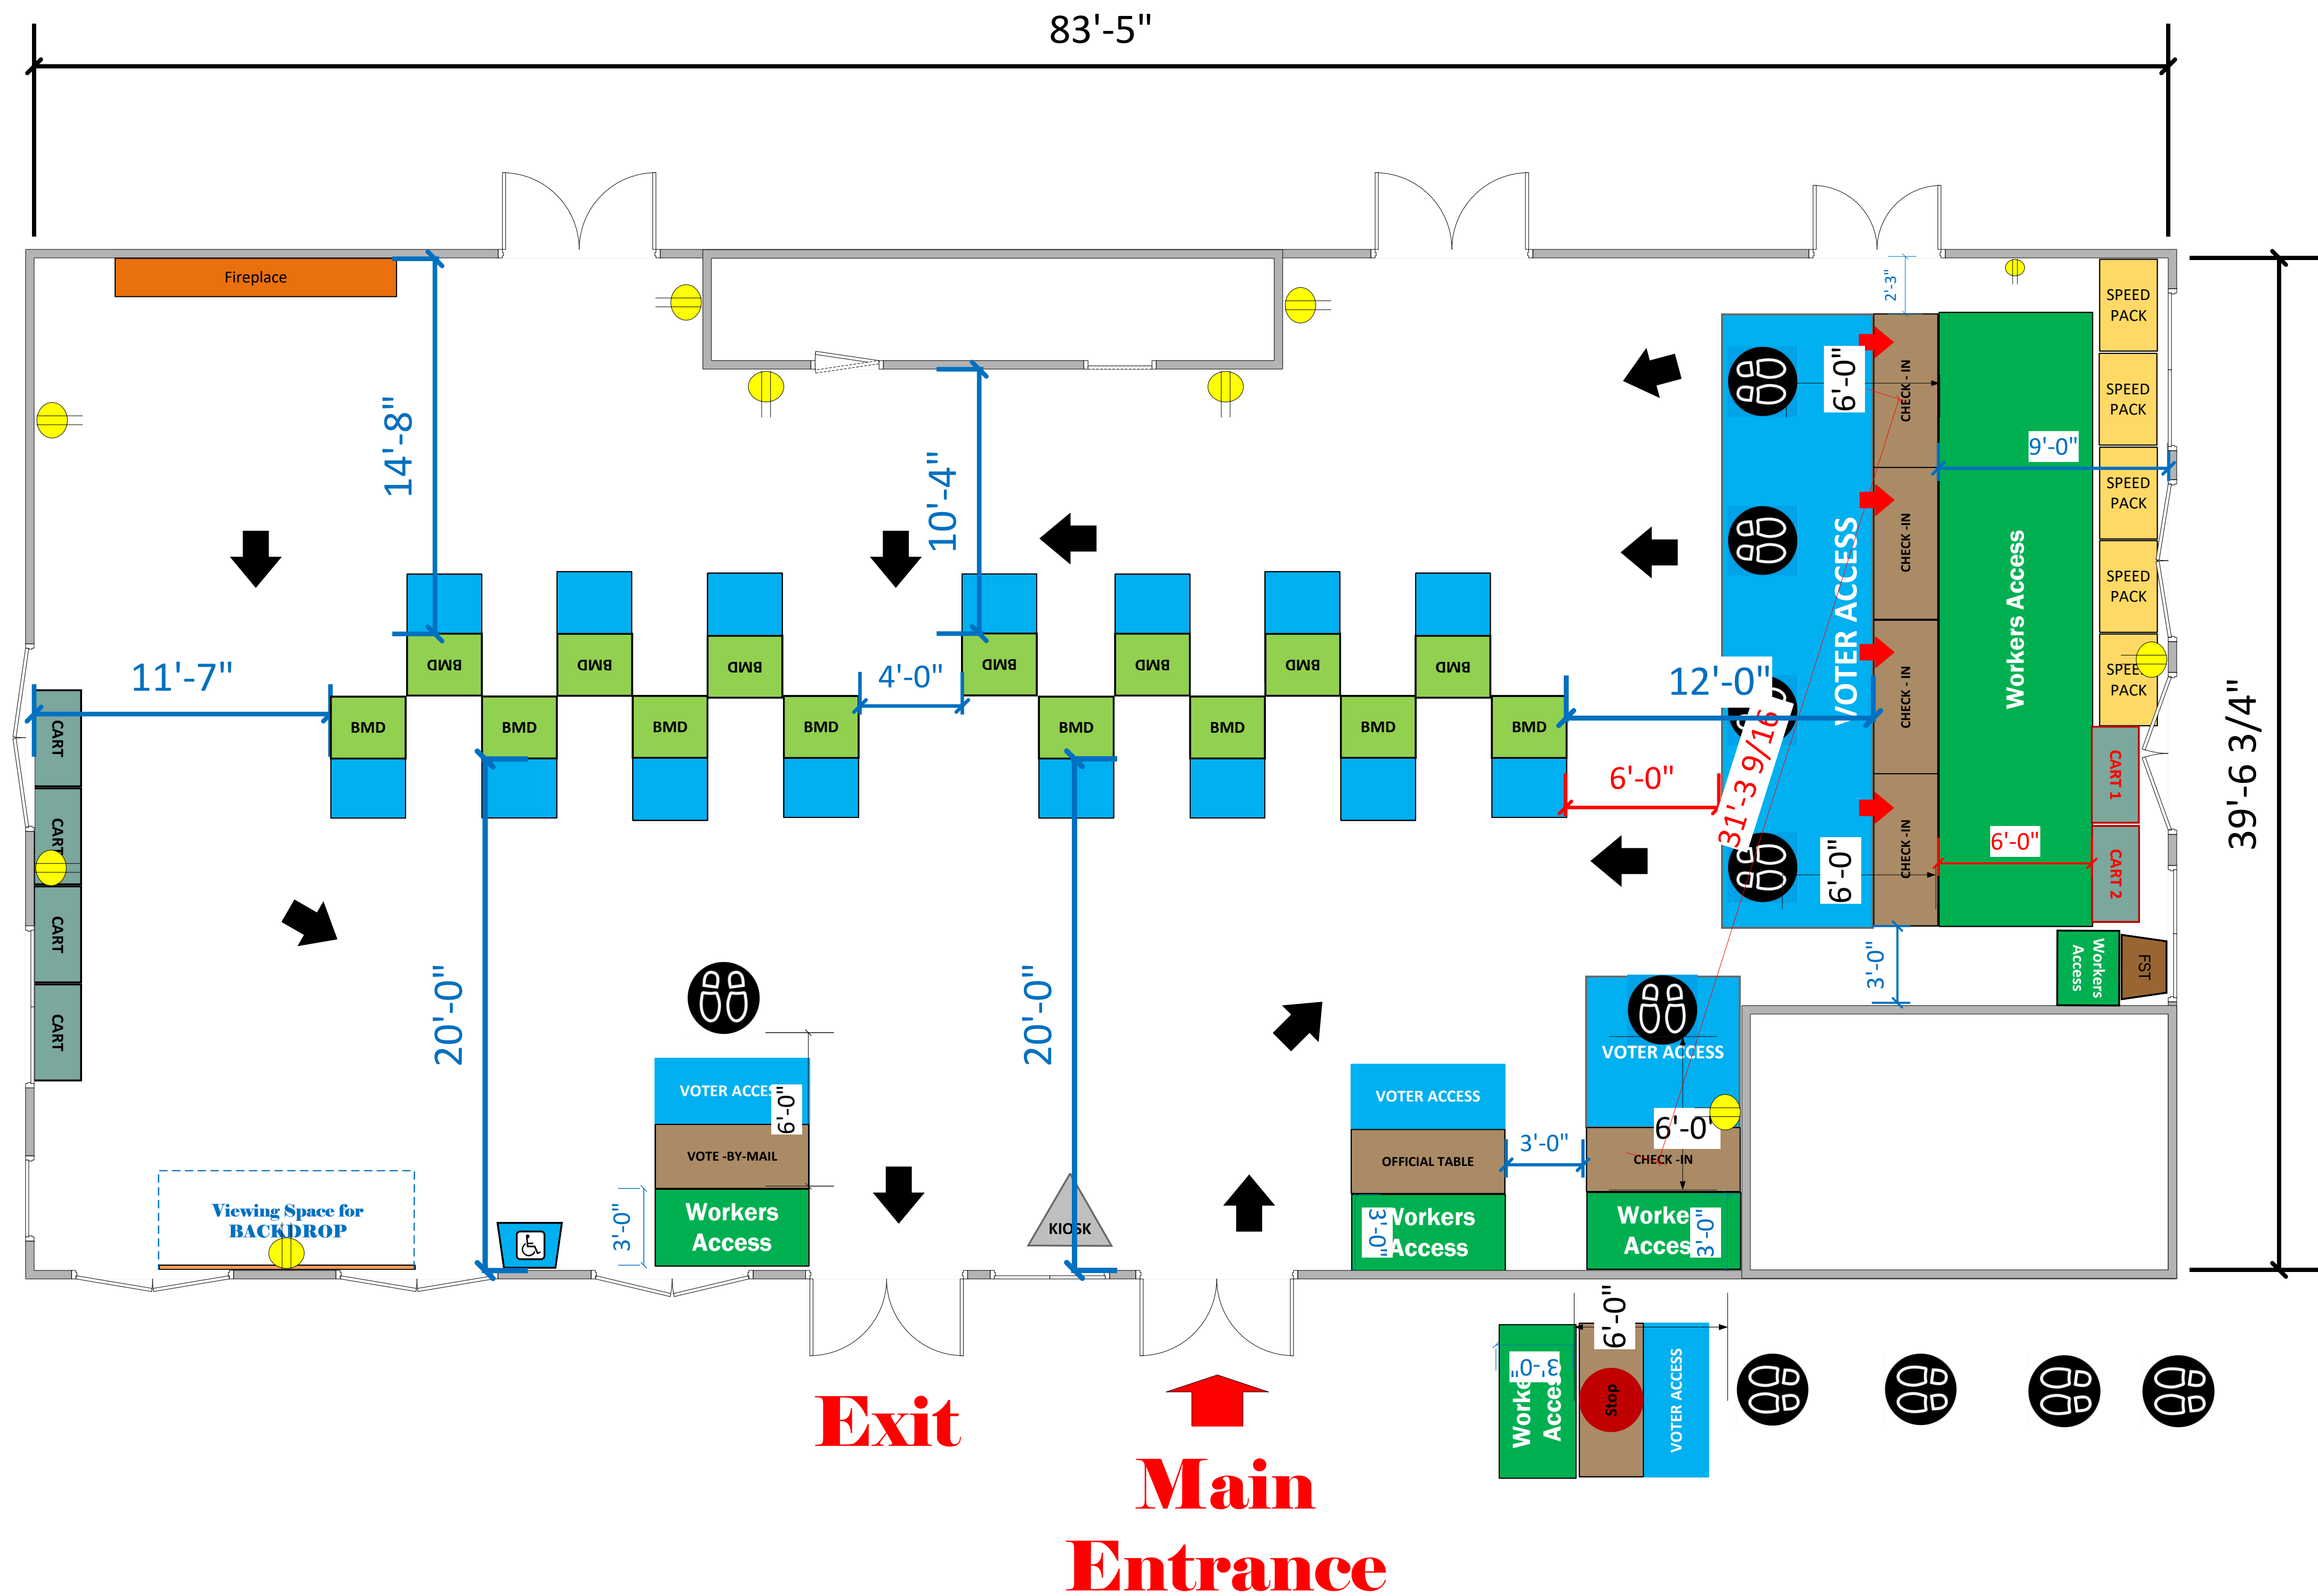 83'-5"
Fireplace
2'-3"
SPEED
PACK
SPEED
PACK
SPEED
PACK
SPEED
PACK
SPEE
PACK
14'-8"
10'-4"
6'-0"
CHECK - IN
CHECK -IN
CHECK - IN
CHECK -IN
9'-0"
VOTER ACCESS
Workers Access
39'-6 3/4"
BMD
BMD
BMD
BMD
BMD
BMD
BMD
11'-7"
4'-0"
12'-0"
BMD
BMD
BMD
BMD
BMD
BMD
BMD
BMD
CART
CART
CART
CART
31'-3 9/16
6'-0"
6'-0"
6'-0"
CART 1
CART 2
3'-0"
Workers
Access
FST
20'-0"
20'-0"
VOTER ACCESS
6'-0"
VOTE -BY-MAIL
Workers
Access
3'-0"
VOTER ACCESS
OFFICIAL TABLE
Workers
Access
3'-0"
3'-0"
VOTER ACCESS
6'-0"
CHECK -IN
Worke
Acces
3'-0"
Viewing Space for
BACKDROP
KIOSK
6'-0"
3'-0"
Worke
Access
Stop
VOTER ACCESS
Exit
Main
Entrance